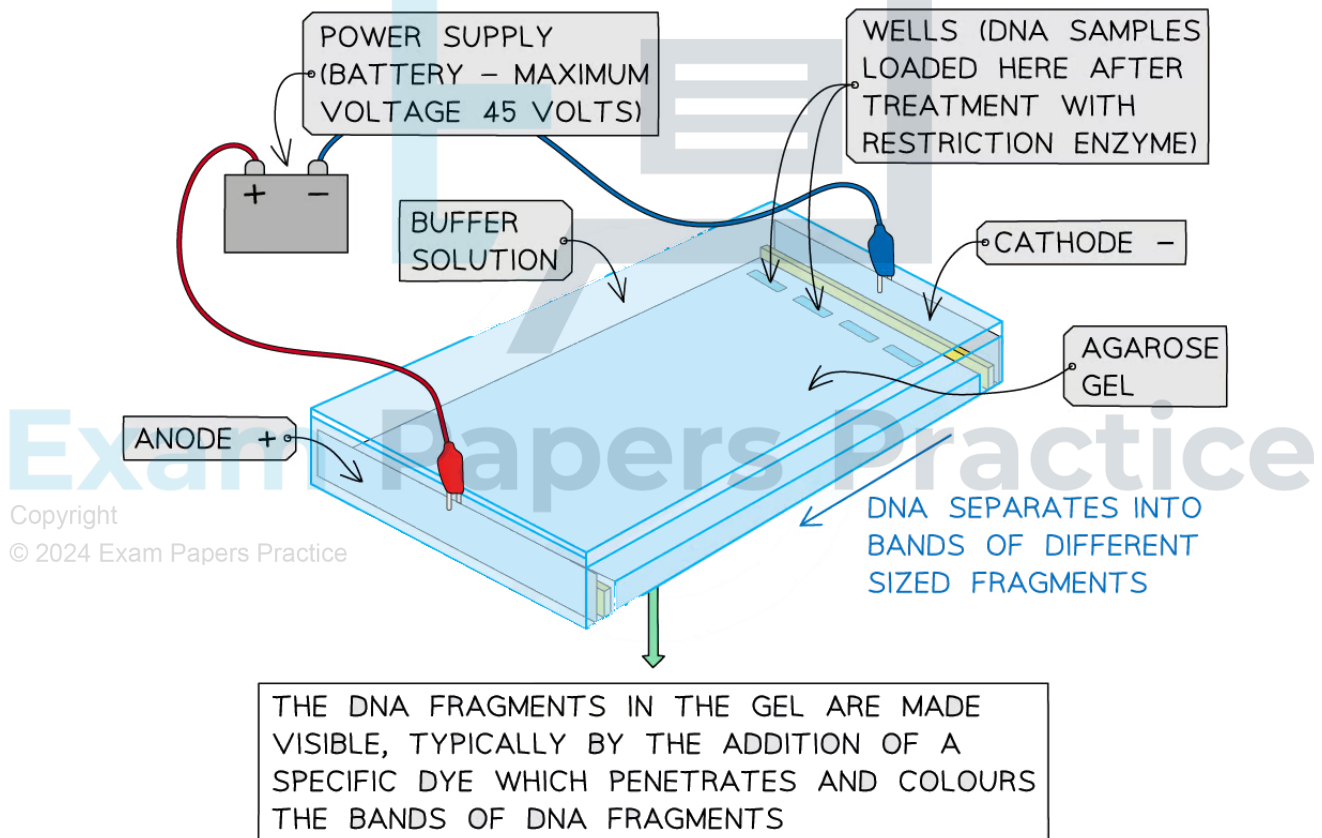 POWER SUPPLY
(BATTERY – MAXIMUM
VOLTAGE 45 VOLTS)
WELLS (DNA SAMPLES
LOADED HERE AFTER
TREATMENT WITH
RESTRICTION ENZYME)
+ –
BUFFER
SOLUTION
CATHODE –
AGAROSE
GEL
ANODE +
Exam Papers Practice
Copyright
© 2024 Exam Papers Practice
DNA SEPARATES INTO
BANDS OF DIFFERENT
SIZED FRAGMENTS
THE DNA FRAGMENTS IN THE GEL ARE MADE
VISIBLE, TYPICALLY BY THE ADDITION OF A
SPECIFIC DYE WHICH PENETRATES AND COLOURS
THE BANDS OF DNA FRAGMENTS